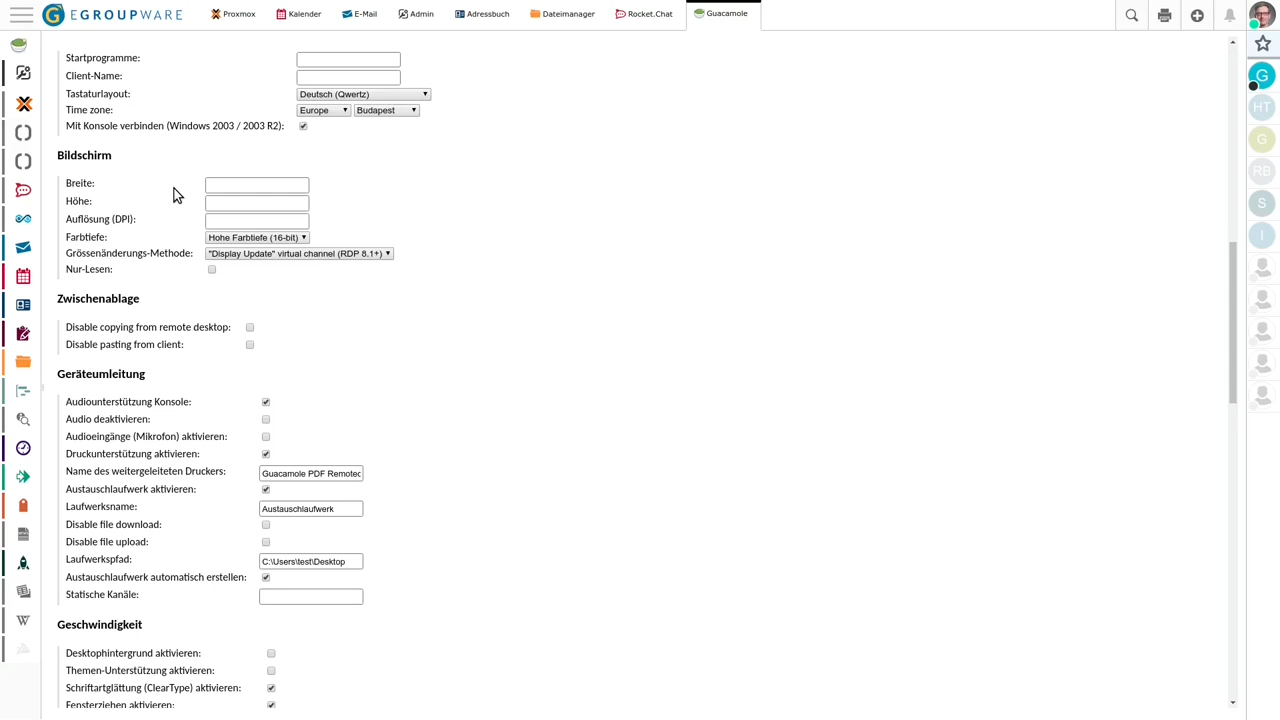 EGROUPWARE
Proxmox
Kalender
E-Mail
Admin
Adressbuch
Dateimanager
Rocket.Chat
Guacamole
Startprogramme:
Client-Name:
Tastaturlayout: Deutsch (Qwertz)
Time zone: Europe Budapest
Mit Konsole verbinden (Windows 2003 / 2003 R2):
Bildschirm
Breite:
Höhe:
Auflösung (DPI):
Farbtiefe: Hohe Farbtiefe (16-bit)
Grössenänderungs-Methode: "Display Update" virtual channel (RDP 8.1+)
Nur-Lesen:
Zwischenablage
Disable copying from remote desktop:
Disable pasting from client:
Geräteumleitung
Audiounterstützung Konsole:
Audio deaktivieren:
Audioeingänge (Mikrofon) aktivieren:
Druckunterstützung aktivieren:
Name des weitergeleiteten Druckers: Guacamole PDF Remotec
Austauschlaufwerk aktivieren:
Laufwerksname: Austauschlaufwerk
Disable file download:
Disable file upload:
Laufwerkspfad: C:\Users\test\Desktop
Austauschlaufwerk automatisch erstellen:
Statische Kanäle:
Geschwindigkeit
Desktophintergrund aktivieren:
Themen-Unterstützung aktivieren:
Schriftartglättung (ClearType) aktivieren:
Fensterziehen aktivieren:
G
HT
G
RB
S
I